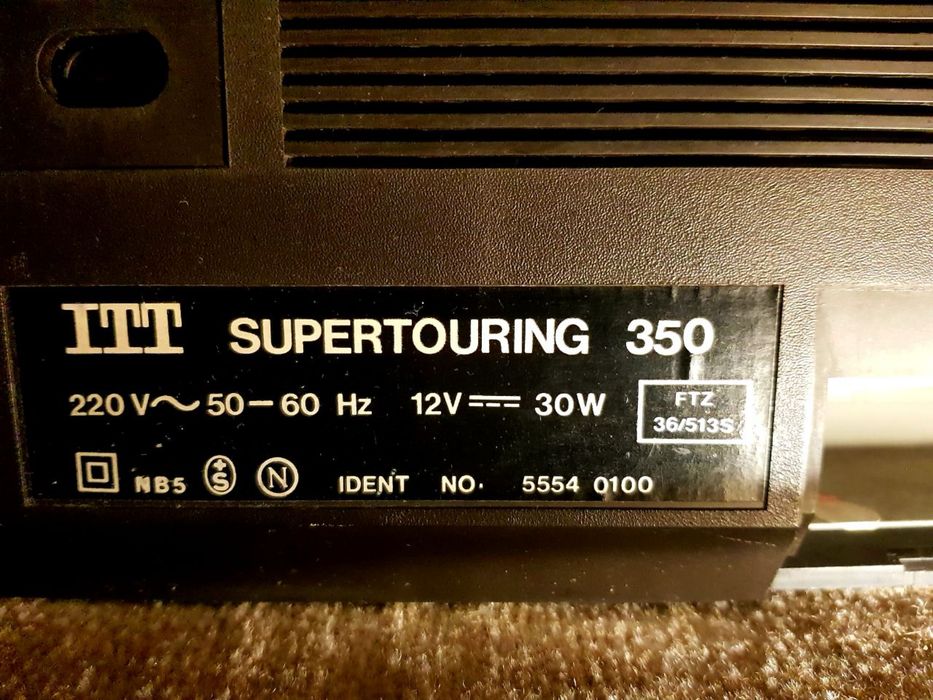 ITT SUPERTOURING 350
220 V~ 50-60 Hz 12V⎓ 30W
FTZ
36/513S
NB5 +S N IDENT NO. 5554 0100